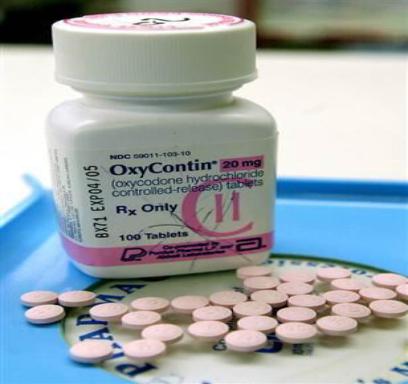 NDC 59011-103-10
OxyContin® 20 mg
(oxycodone hydrochloride
controlled-release) tablets
Rx Only
CII
100 Tablets
BX71 EXP04/05
PHARMA